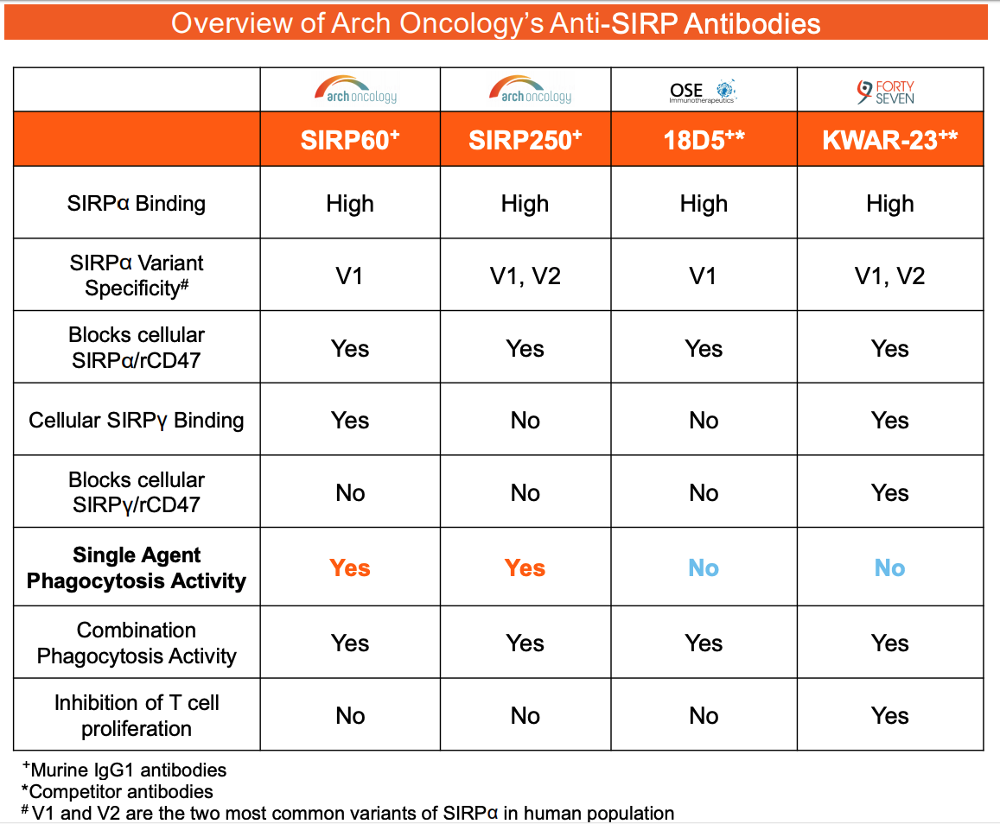 Overview of Arch Oncology's Anti-SIRP Antibodies
arch oncology arch oncology OSE Immunotherapeutics FORTY SEVEN
SIRP60⁺ SIRP250⁺ 18D5⁺* KWAR-23⁺*
SIRPα Binding High High High High
SIRPα Variant
Specificity# V1 V1, V2 V1 V1, V2
Blocks cellular
SIRPα/rCD47 Yes Yes Yes Yes
Cellular SIRPγ Binding Yes No No Yes
Blocks cellular
SIRPγ/rCD47 No No No Yes
Single Agent
Phagocytosis Activity Yes Yes No No
Combination
Phagocytosis Activity Yes Yes Yes Yes
Inhibition of T cell
proliferation No No No Yes
⁺Murine IgG1 antibodies
*Competitor antibodies
# V1 and V2 are the two most common variants of SIRPα in human population